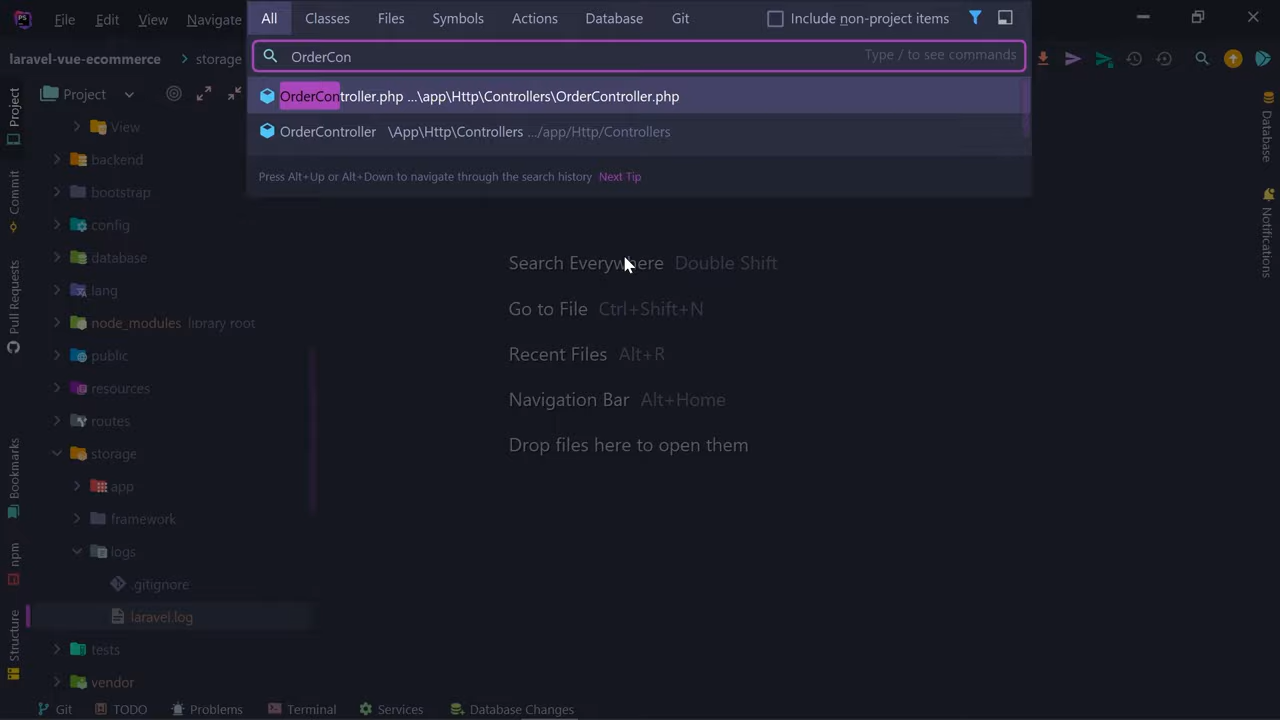 PS File Edit View Navigate
All Classes Files Symbols Actions Database Git Include non-project items
laravel-vue-ecommerce storage
OrderCon Type / to see commands
OrderController.php ...\app\Http\Controllers\OrderController.php
OrderController \App\Http\Controllers .../app/Http/Controllers
Press Alt+Up or Alt+Down to navigate through the search history Next Tip
Project
Project
Commit
Pull Requests
Bookmarks
npm
Structure
View
backend
bootstrap
config
database
lang
node_modules library root
public
resources
routes
storage
app
framework
logs
.gitignore
laravel.log
tests
vendor
Search Everywhere Double Shift
Go to File Ctrl+Shift+N
Recent Files Alt+R
Navigation Bar Alt+Home
Drop files here to open them
Database
Notifications
Git TODO Problems Terminal Services Database Changes